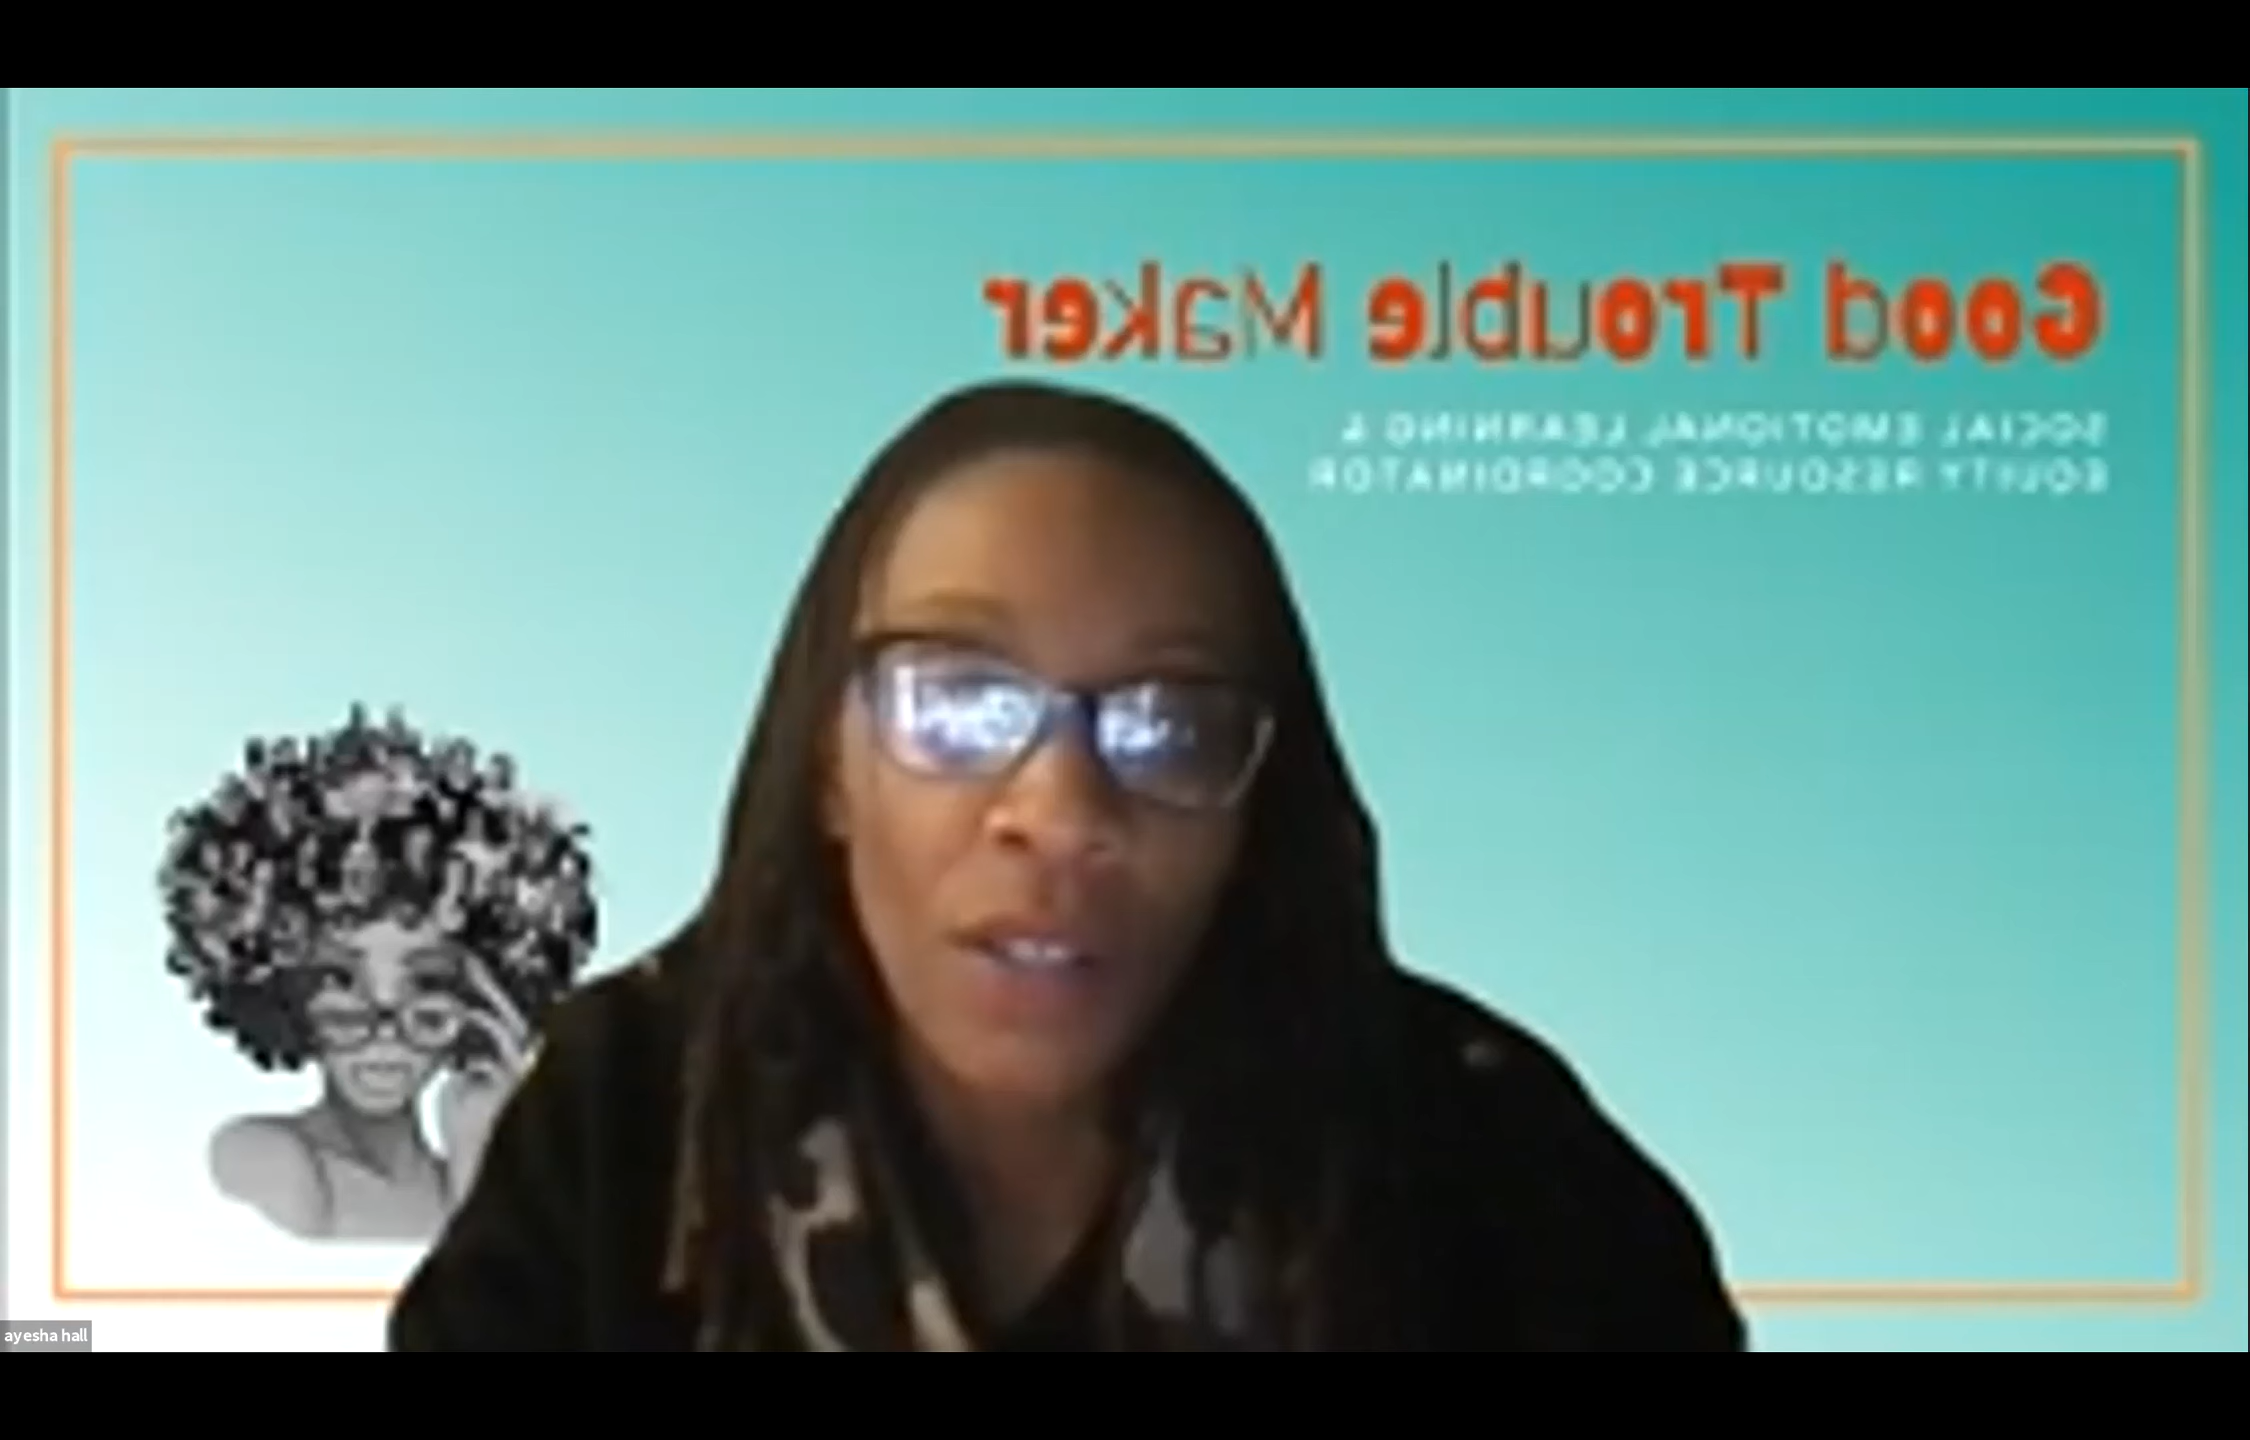 Good Trouble Maker
SOCIAL EMOTIONAL LEARNING &
EQUITY RESOURCE COORDINATOR
ayesha hall